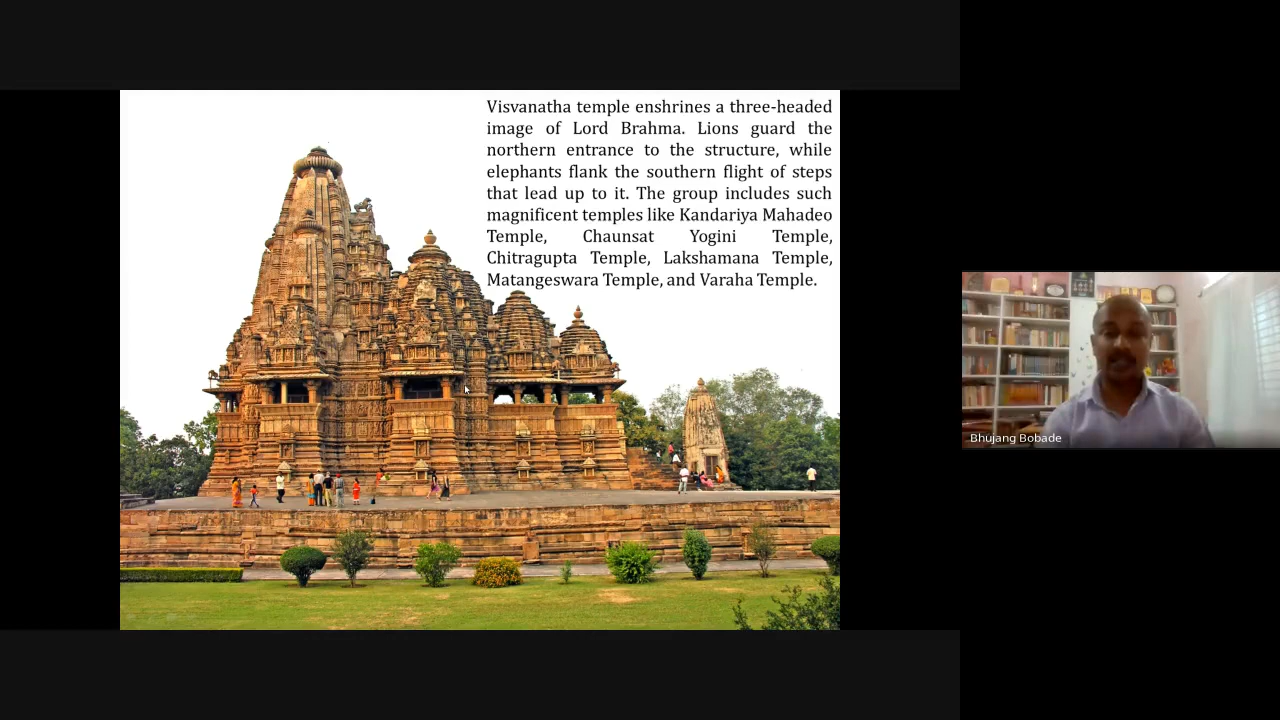 Visvanatha temple enshrines a three-headed
image of Lord Brahma. Lions guard the
northern entrance to the structure, while
elephants flank the southern flight of steps
that lead up to it. The group includes such
magnificent temples like Kandariya Mahadeo
Temple, Chaunsat Yogini Temple,
Chitragupta Temple, Lakshamana Temple,
Matangeswara Temple, and Varaha Temple.
Bhujang Bobade